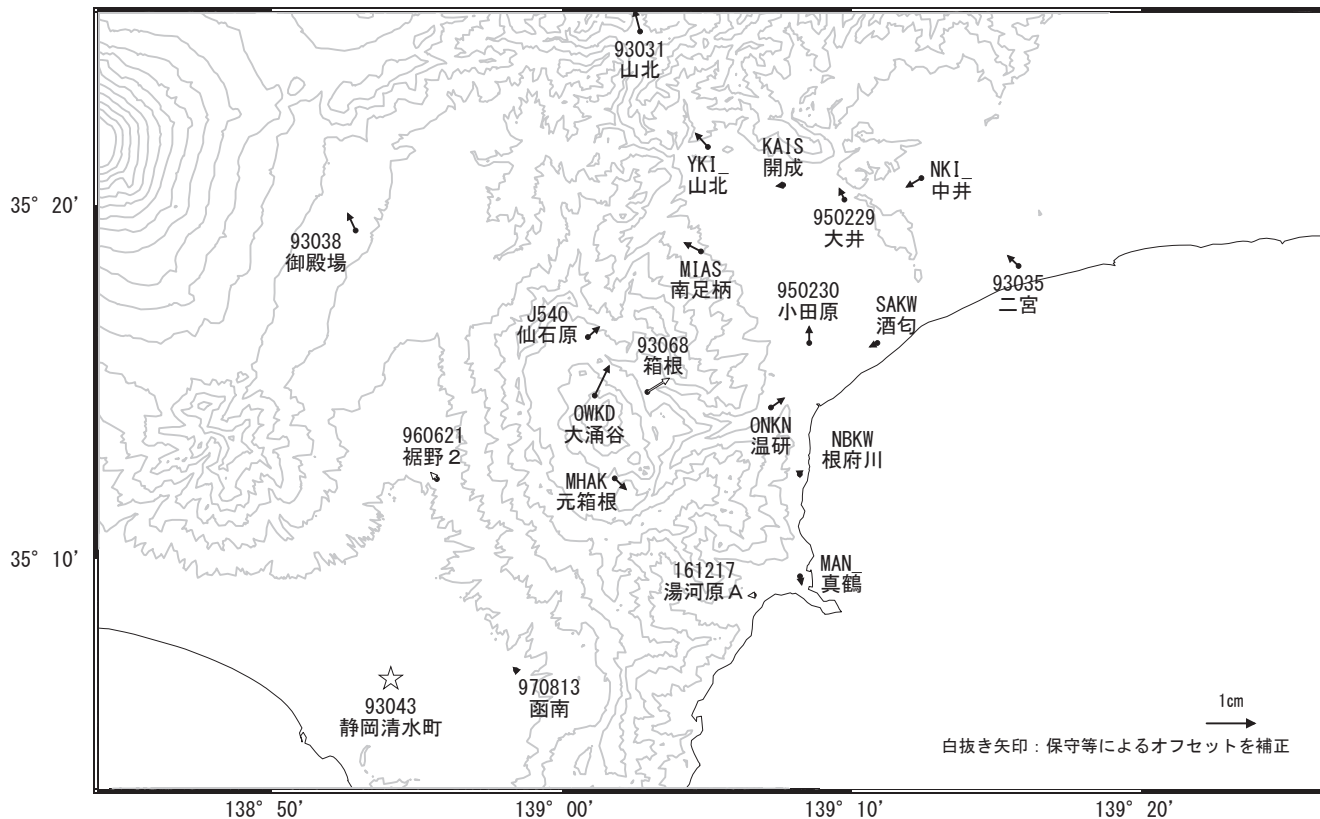 93031
山北
YKI_
山北
KAIS
開成
NKI_
中井
35° 20'
950229
大井
93038
御殿場
MIAS
南足柄
93035
二宮
950230
小田原
SAKW
酒匂
J540
仙石原
93068
箱根
OWKD
大涌谷
ONKN
温研
NBKW
根府川
960621
裾野２
MHAK
元箱根
35° 10'
161217
湯河原Ａ
MAN_
真鶴
970813
函南
93043
静岡清水町
1cm
白抜き矢印：保守等によるオフセットを補正
138° 50'
139° 00'
139° 10'
139° 20'